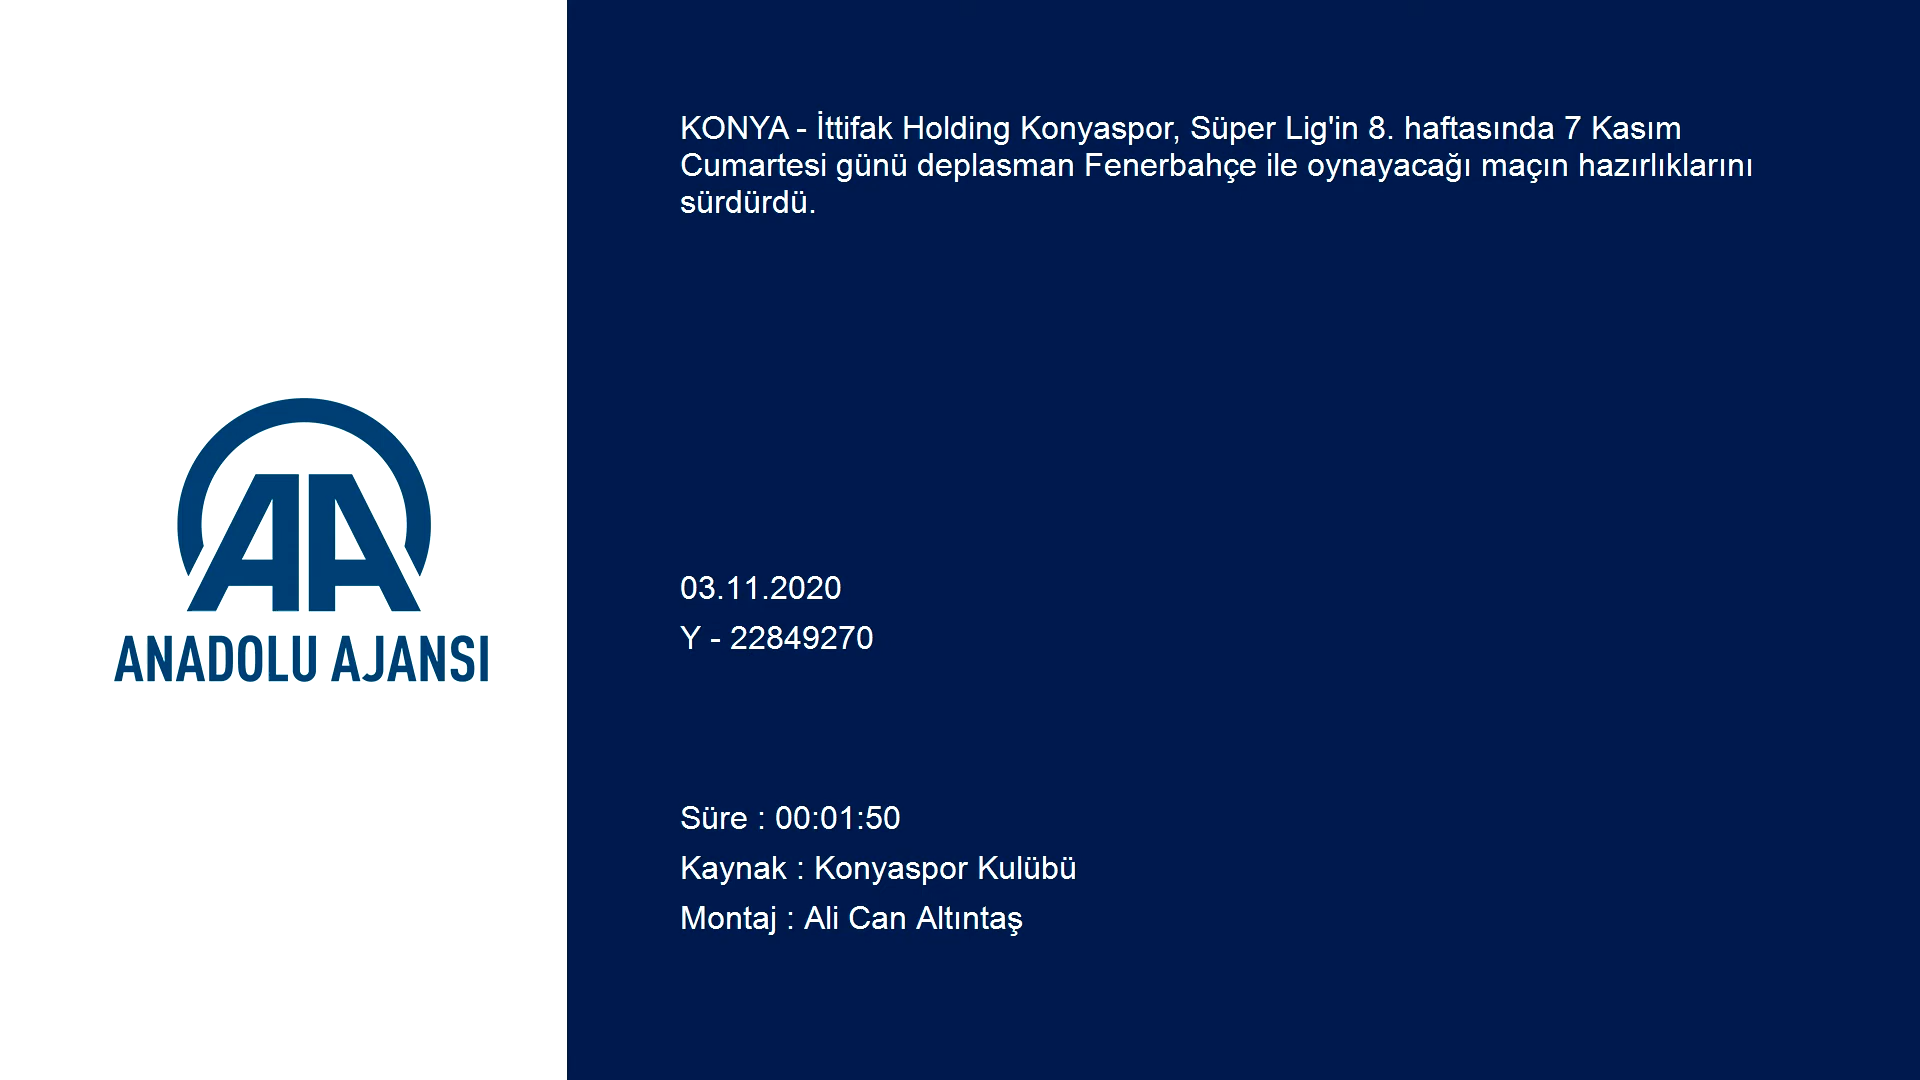 KONYA - İttifak Holding Konyaspor, Süper Lig'in 8. haftasında 7 Kasım
Cumartesi günü deplasman Fenerbahçe ile oynayacağı maçın hazırlıklarını
sürdürdü.
AA
ANADOLU AJANSI
03.11.2020
Y - 22849270
Süre : 00:01:50
Kaynak : Konyaspor Kulübü
Montaj : Ali Can Altıntaş